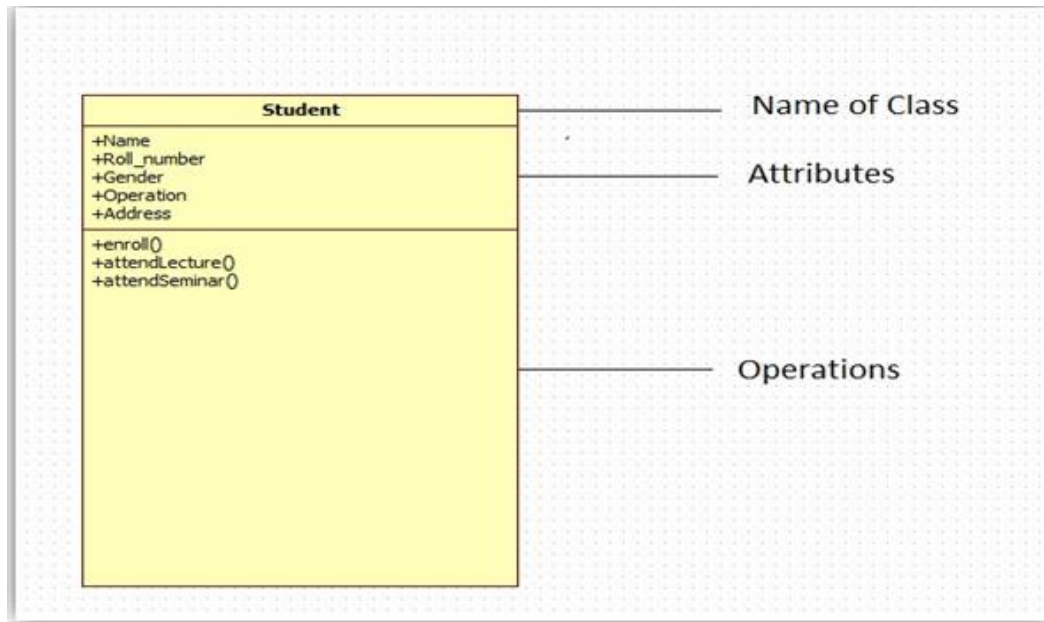 Student
+Name
+Roll_number
+Gender
+Operation
+Address
+enroll()
+attendLecture()
+attendSeminar()
Name of Class
Attributes
Operations